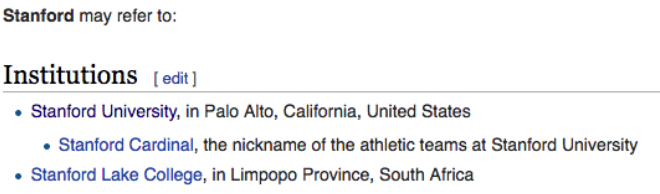 Stanford may refer to:
Institutions [ edit ]
• Stanford University, in Palo Alto, California, United States
• Stanford Cardinal, the nickname of the athletic teams at Stanford University
• Stanford Lake College, in Limpopo Province, South Africa